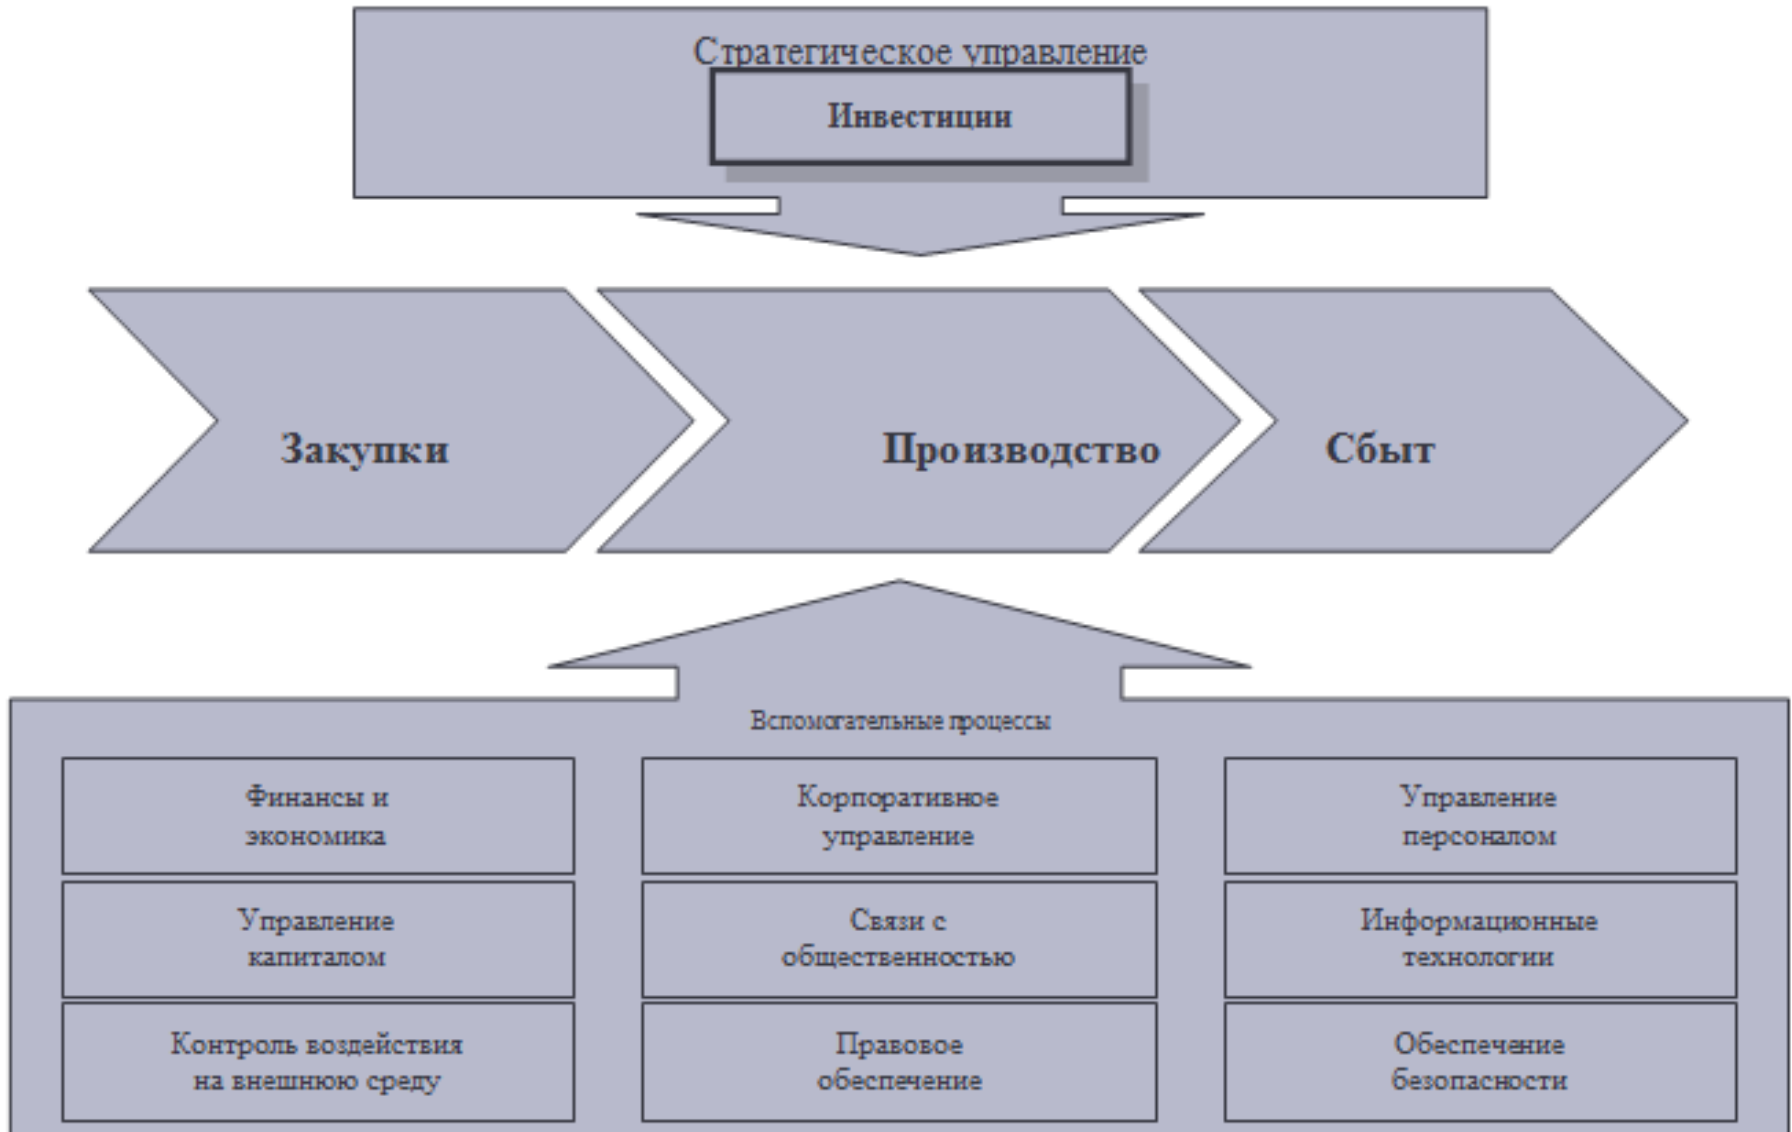 Стратегическое управление
Инвестиции
Закупки
Производство
Сбыт
Вспомогательные процессы
Финансы и
экономика
Корпоративное
управление
Управление
персоналом
Управление
капиталом
Связи с
общественностью
Информационные
технологии
Контроль воздействия
на внешнюю среду
Правовое
обеспечение
Обеспечение
безопасности